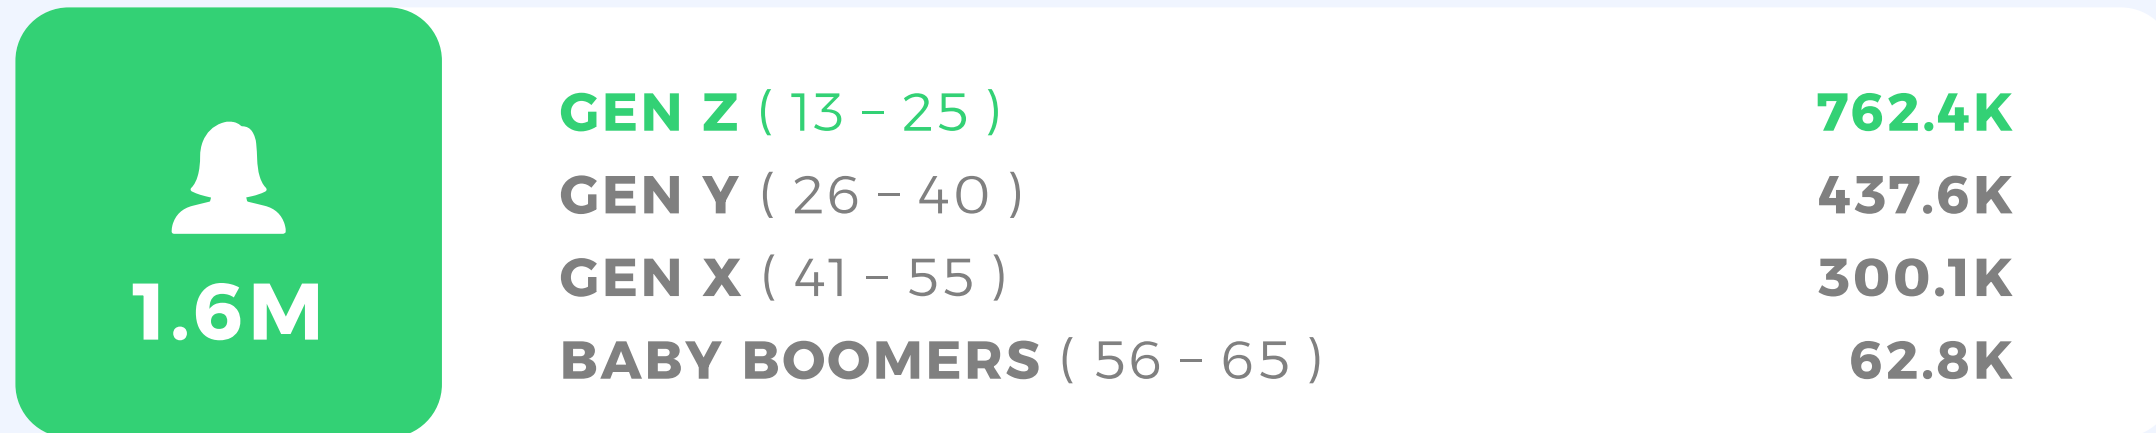 1.6M
GEN Z ( 13 – 25 ) 762.4K
GEN Y ( 26 – 40 ) 437.6K
GEN X ( 41 – 55 ) 300.1K
BABY BOOMERS ( 56 – 65 ) 62.8K